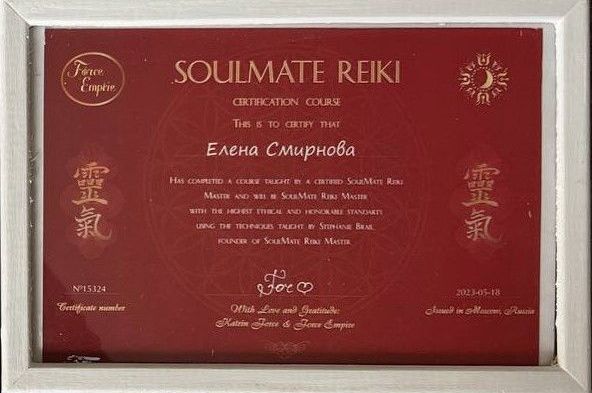 Force
Empire
SOULMATE REIKI
CERTIFICATION COURSE
THIS IS TO CERTIFY THAT
Елена Смирнова
HAS COMPLETED A COURSE TAUGHT BY A CERTIFIED SOULMATE REIKI
MASTER AND WILL BE SOULMATE REIKI MASTER
WITH THE HIGHEST ETHICAL AND HONORABLE STANDARTS
USING THE TECHNIQUES TAUGHT BY STEPHANIE BRAIL
FOUNDER OF SOULMATE REIKI MASTER
靈氣
靈氣
Nº15324
Certificate number
With Love and Gratitude:
Katrin Force & Force Empire
2023-05-18
Issued in Moscow, Russia